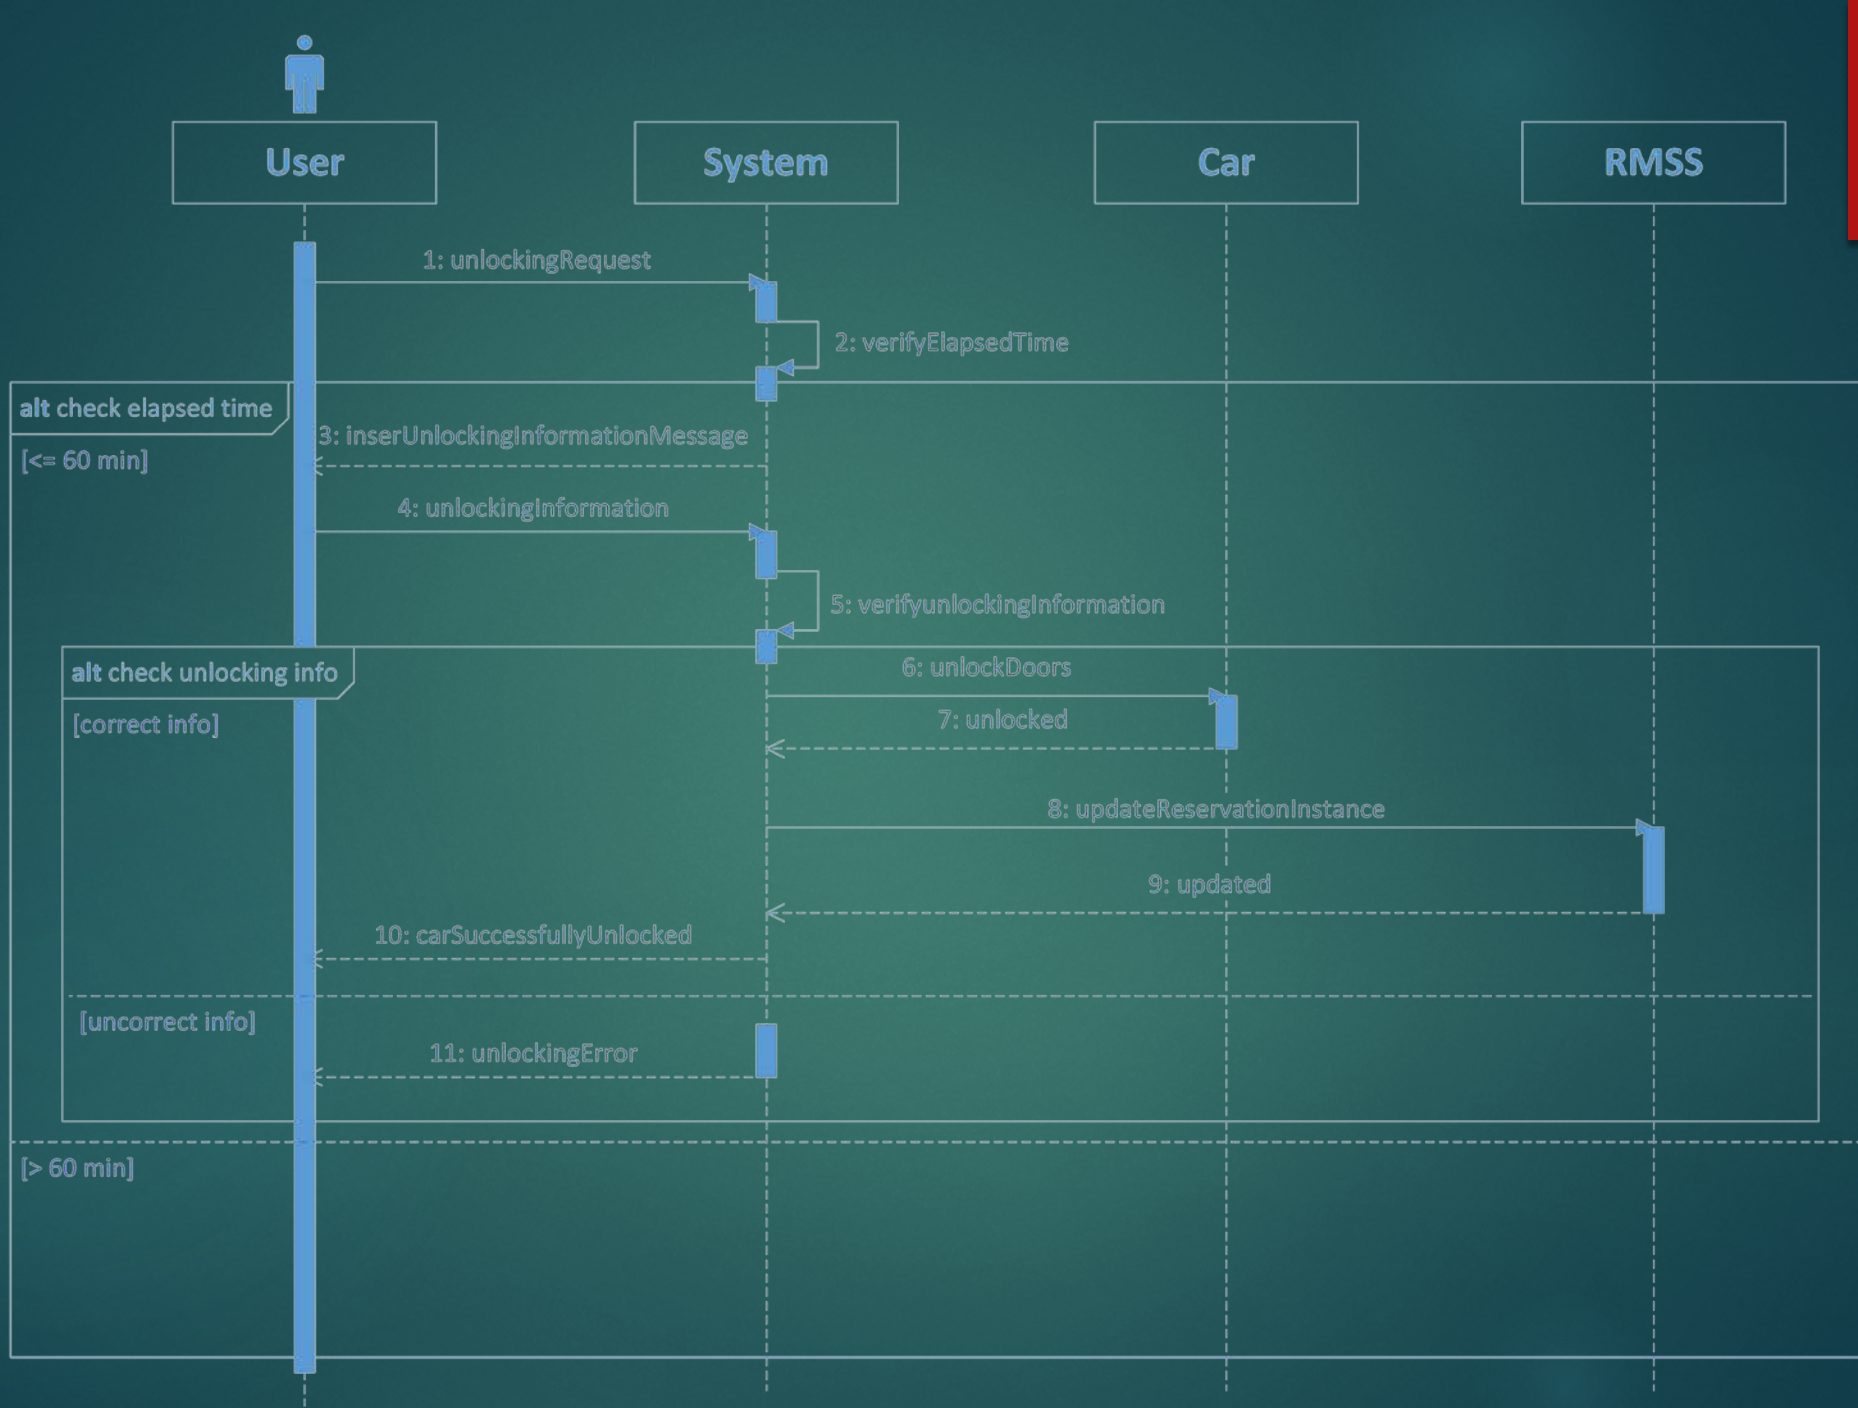 User
System
Car
RMSS
1: unlockingRequest
2: verifyElapsedTime
alt check elapsed time
3: inserUnlockingInformationMessage
[<= 60 min]
4: unlockingInformation
5: verifyunlockingInformation
alt check unlocking info
6: unlockDoors
[correct info]
7: unlocked
8: updateReservationInstance
9: updated
10: carSuccessfullyUnlocked
[uncorrect info]
11: unlockingError
[> 60 min]